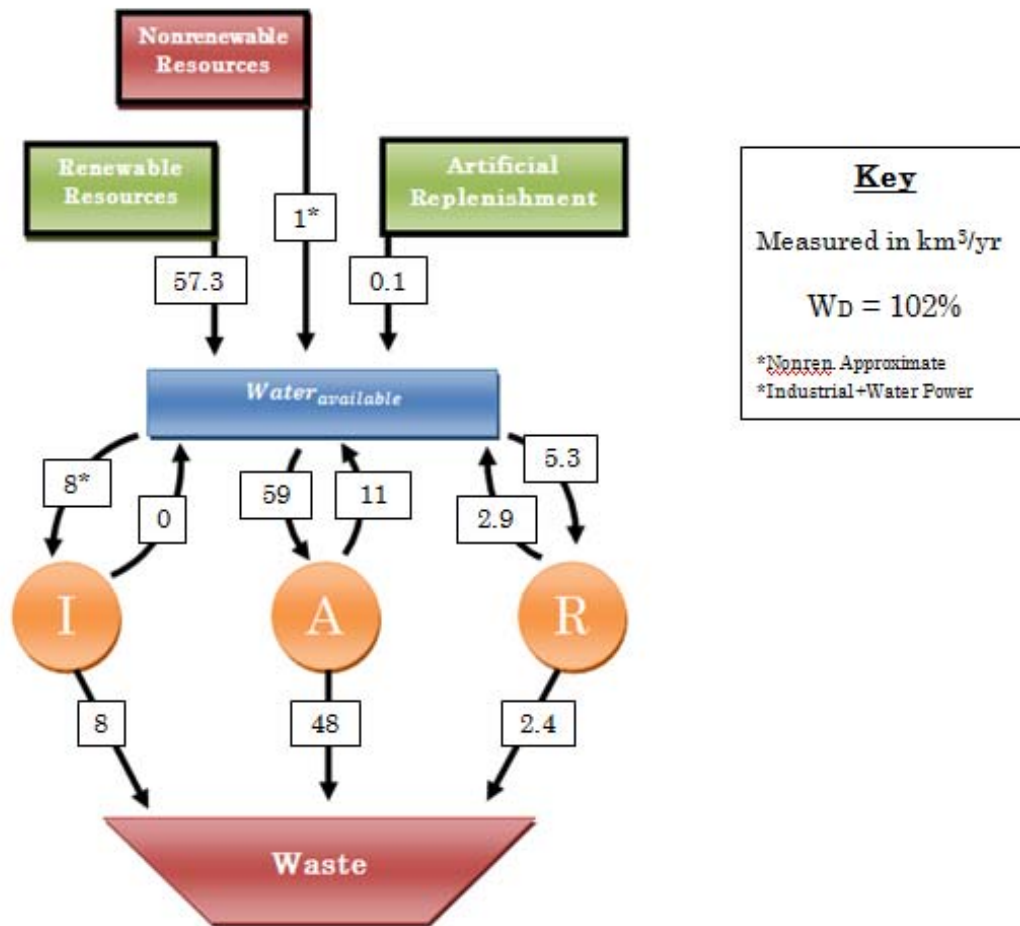 Nonrenewable
Resources
Renewable
Resources
Artificial
Replenishment
1*
57.3
0.1
Water available
8*
0
59
11
2.9
5.3
I
A
R
8
48
2.4
Waste
Key
Measured in km³/yr
WD = 102%
*Nonren. Approximate
*Industrial+Water Power